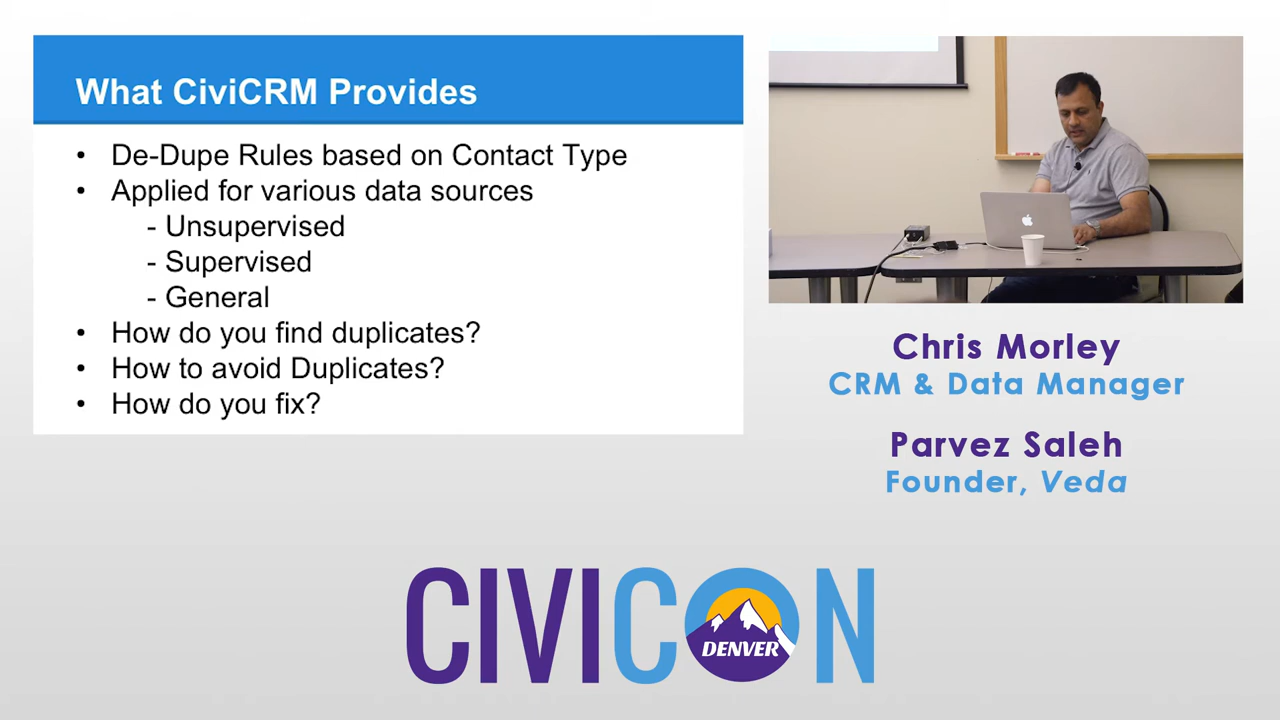 What CiviCRM Provides
• De-Dupe Rules based on Contact Type
• Applied for various data sources
- Unsupervised
- Supervised
- General
• How do you find duplicates?
• How to avoid Duplicates?
• How do you fix?
Chris Morley
CRM & Data Manager
Parvez Saleh
Founder, Veda
CIVICON
DENVER